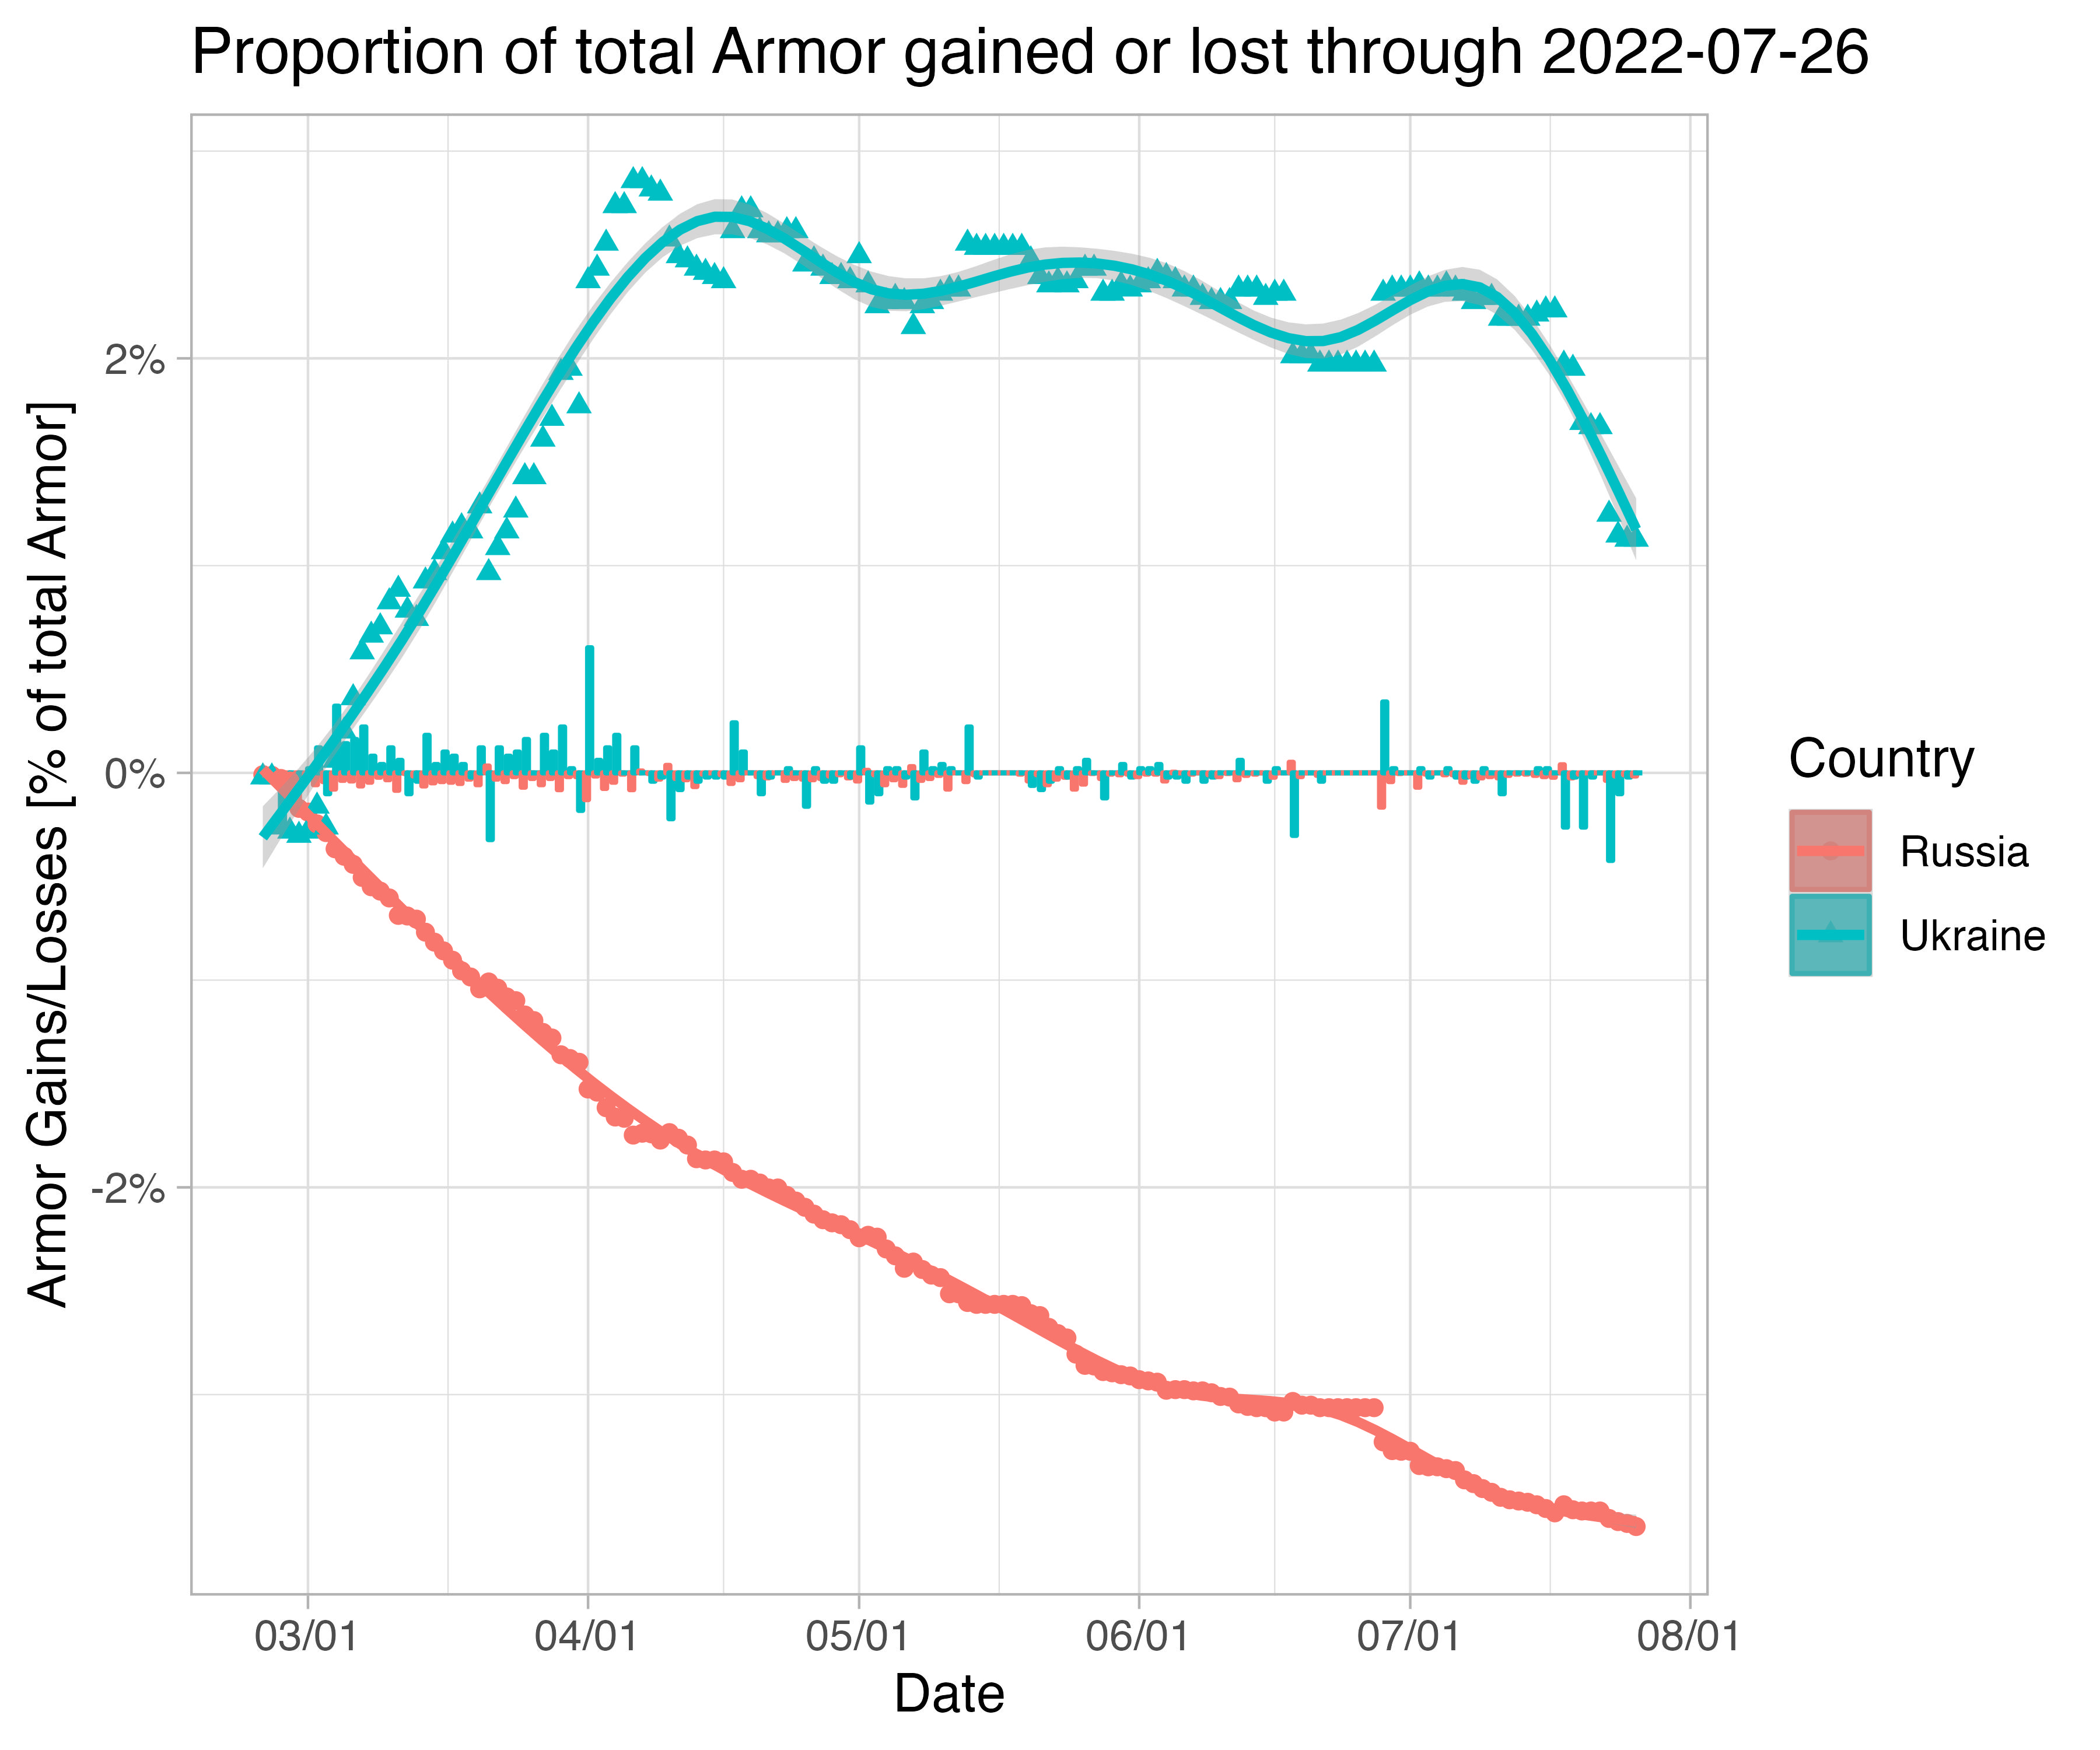 Proportion of total Armor gained or lost through 2022-07-26
Armor Gains/Losses [% of total Armor]
2%
0%
-2%
03/01
04/01
05/01
06/01
07/01
08/01
Date
Country
Russia
Ukraine